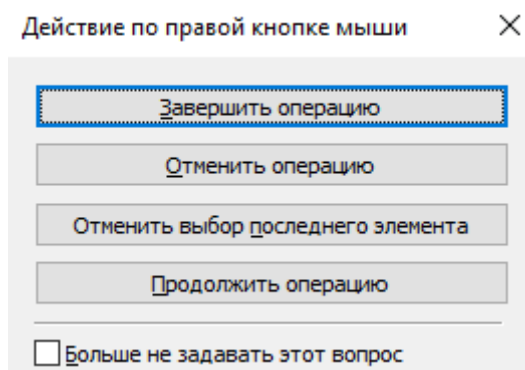 Действие по правой кнопке мыши
Завершить операцию
Отменить операцию
Отменить выбор последнего элемента
Продолжить операцию
Больше не задавать этот вопрос